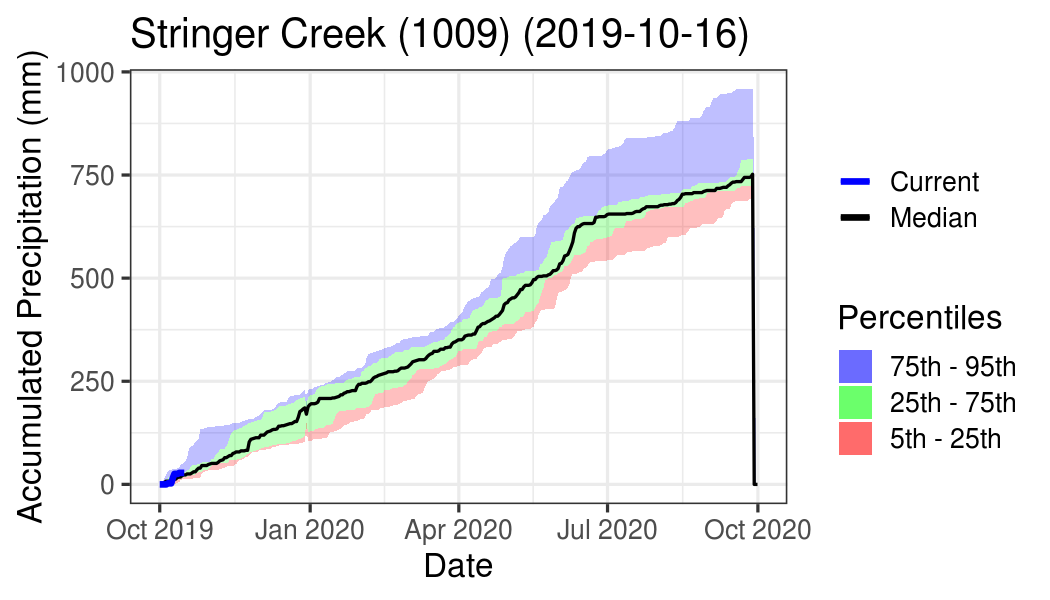 Stringer Creek (1009) (2019-10-16)
Accumulated Precipitation (mm)
1000
750
500
250
0
Oct 2019
Jan 2020
Apr 2020
Jul 2020
Oct 2020
Date
Current
Median
Percentiles
75th - 95th
25th - 75th
5th - 25th